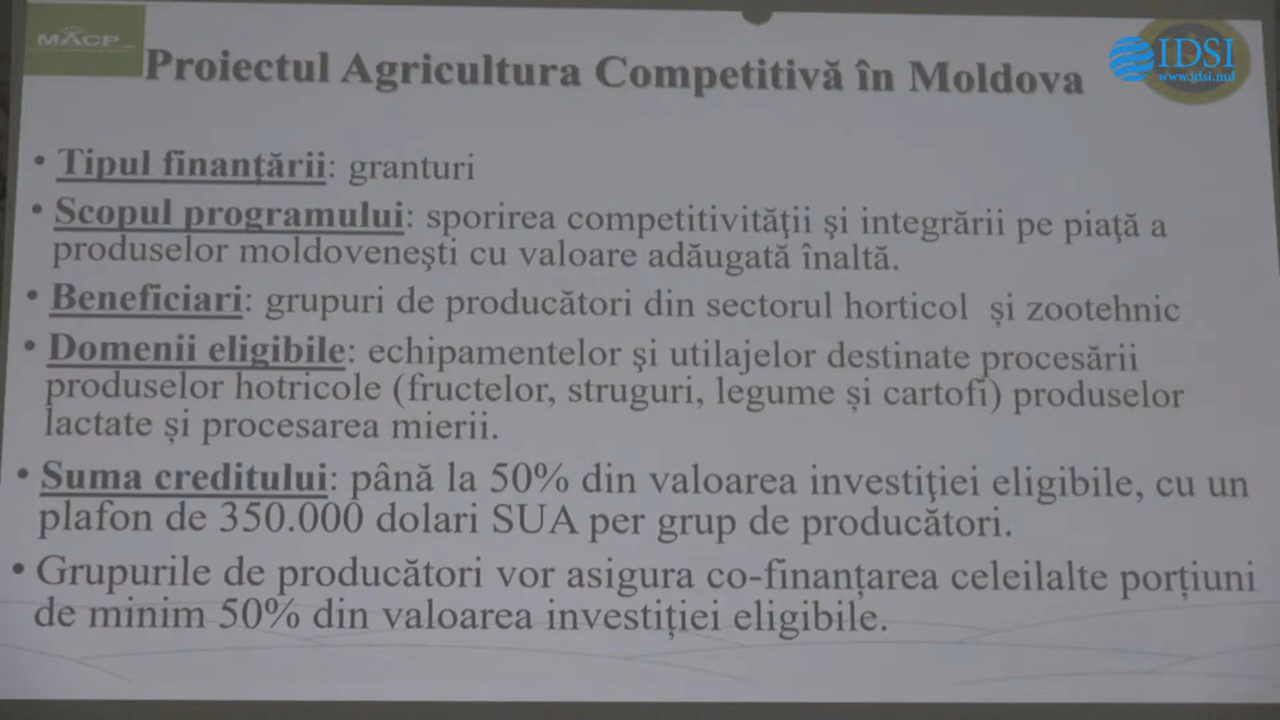 MACP
IDSI
www.idsi.md
Proiectul Agricultura Competitivă în Moldova
• Tipul finanțării: granturi
• Scopul programului: sporirea competitivităţii şi integrării pe piaţă a
produselor moldoveneşti cu valoare adăugată înaltă.
• Beneficiari: grupuri de producători din sectorul horticol și zootehnic
• Domenii eligibile: echipamentelor şi utilajelor destinate procesării
produselor hotricole (fructelor, struguri, legume și cartofi) produselor
lactate și procesarea mierii.
• Suma creditului: până la 50% din valoarea investiţiei eligibile, cu un
plafon de 350.000 dolari SUA per grup de producători.
• Grupurile de producători vor asigura co-finanțarea celeilalte porțiuni
de minim 50% din valoarea investiției eligibile.